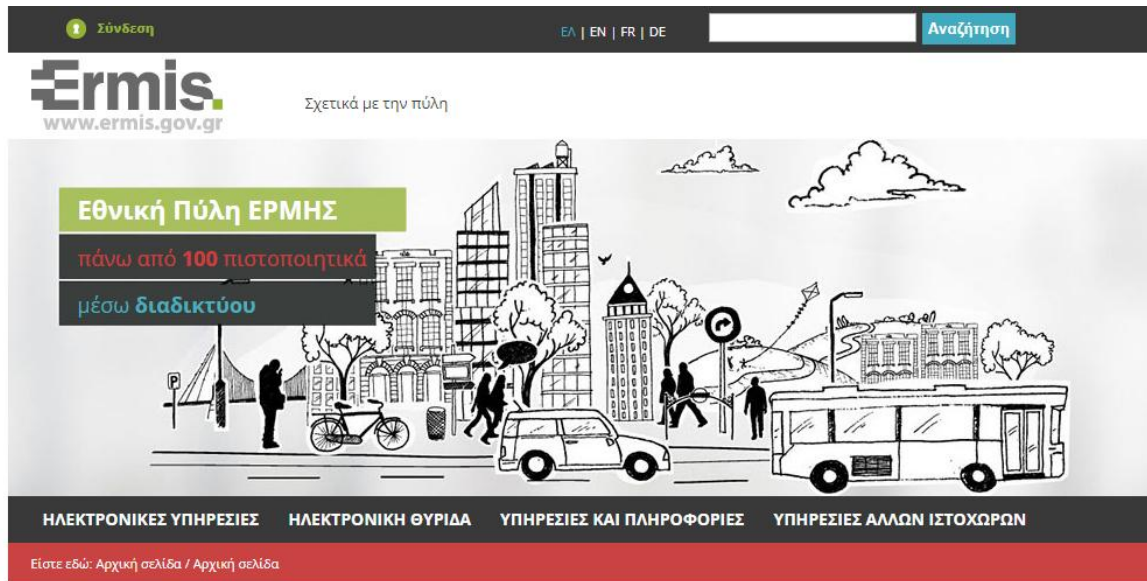 Σύνδεση
ΕΛ | EN | FR | DE
Αναζήτηση
Ermis.
www.ermis.gov.gr
Σχετικά με την πύλη
Εθνική Πύλη ΕΡΜΗΣ
πάνω από 100 πιστοποιητικά
μέσω διαδικτύου
P
ΗΛΕΚΤΡΟΝΙΚΕΣ ΥΠΗΡΕΣΙΕΣ ΗΛΕΚΤΡΟΝΙΚΗ ΘΥΡΙΔΑ ΥΠΗΡΕΣΙΕΣ ΚΑΙ ΠΛΗΡΟΦΟΡΙΕΣ ΥΠΗΡΕΣΙΕΣ ΑΛΛΩΝ ΙΣΤΟΧΩΡΩΝ
Είστε εδώ: Αρχική σελίδα / Αρχική σελίδα